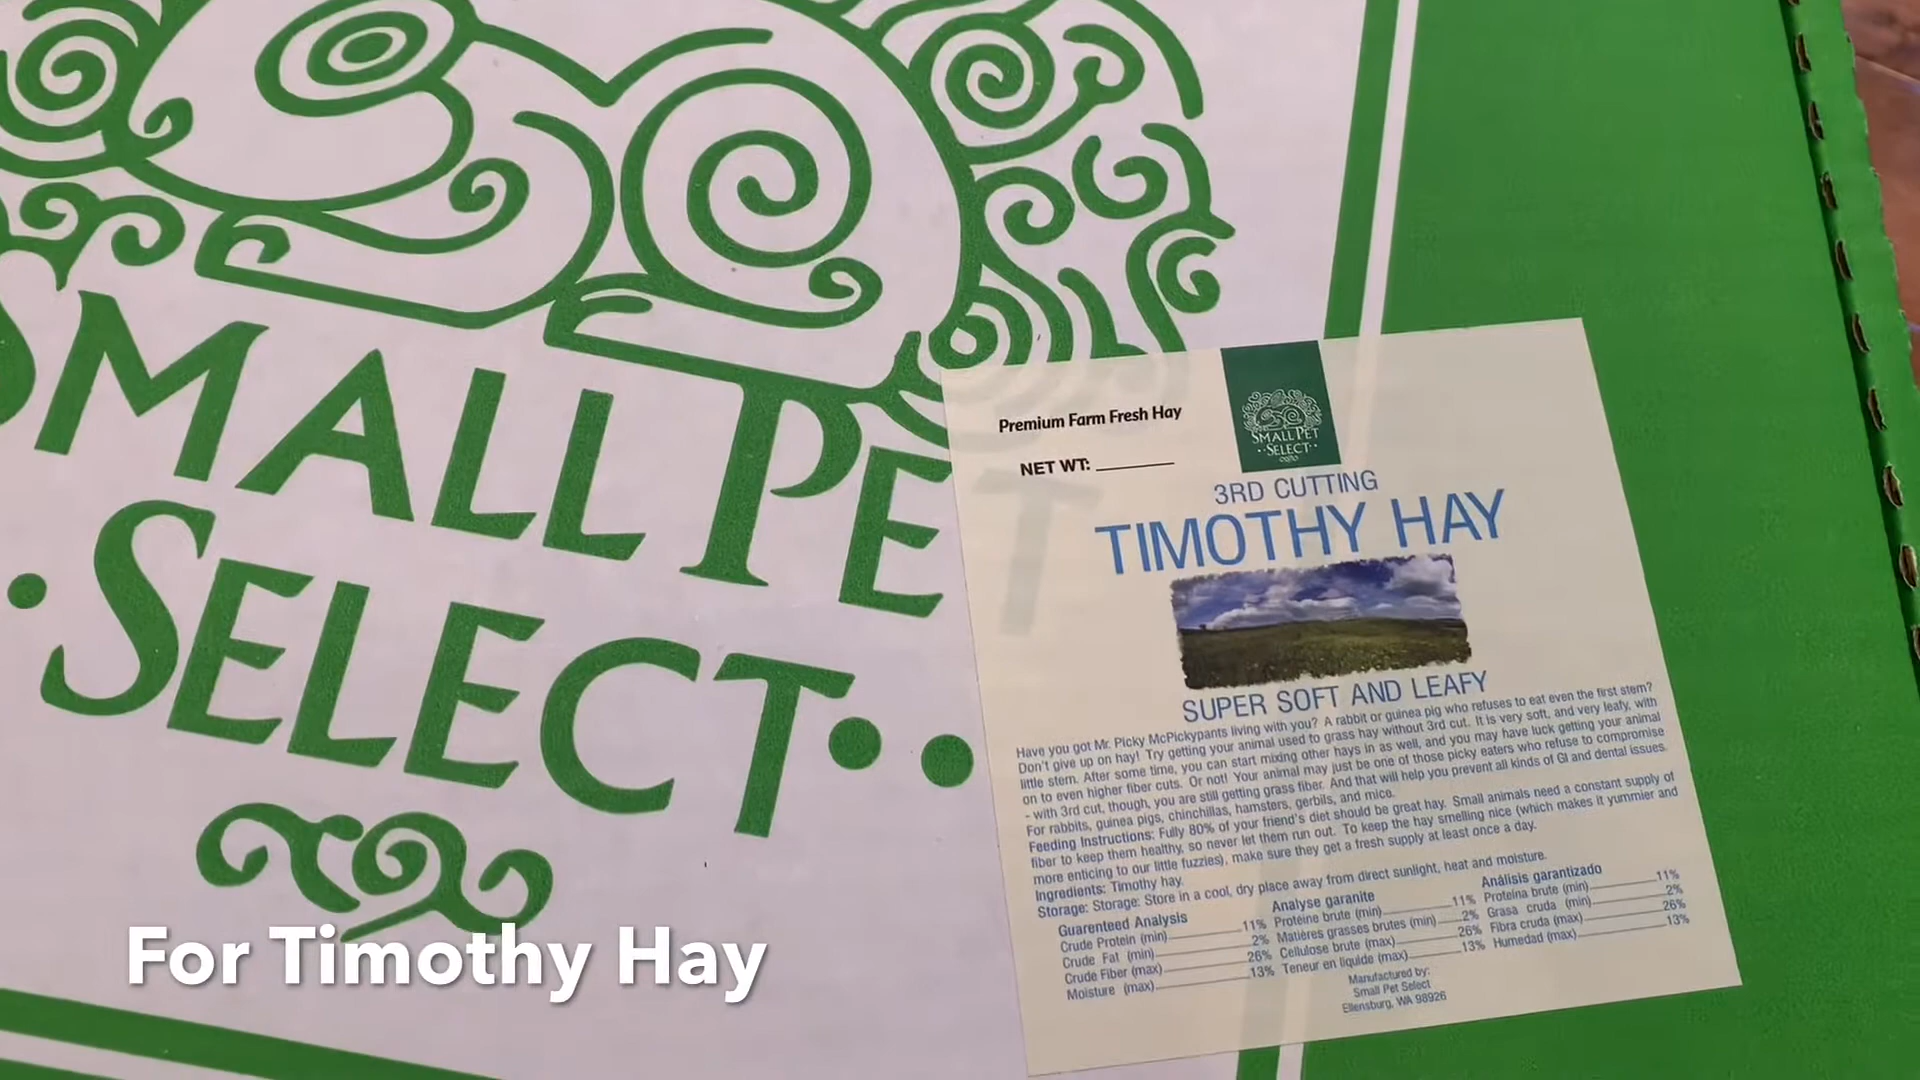 SMALL PET
·SELECT··
Premium Farm Fresh Hay
NET WT:
SMALL PET
··SELECT··
3RD CUTTING
TIMOTHY HAY
SUPER SOFT AND LEAFY
Have you got Mr. Picky McPickypants living with you? A rabbit or guinea pig who refuses to eat even the first stem?
Don't give up on hay! Try getting your animal used to grass hay without 3rd cut. It is very soft, and very leafy, with
little stem. After some time, you can start mixing other hays in as well, and you may have luck getting your animal
on to even higher fiber cuts. Or not! Your animal may just be one of those picky eaters who refuse to compromise
- with 3rd cut, though, you are still getting grass fiber. And that will help you prevent all kinds of GI and dental issues.
For rabbits, guinea pigs, chinchillas, hamsters, gerbils, and mice.
Feeding Instructions: Fully 80% of your friend's diet should be great hay. Small animals need a constant supply of
fiber to keep them healthy, so never let them run out. To keep the hay smelling nice (which makes it yummier and
more enticing to our little fuzzies), make sure they get a fresh supply at least once a day.
Ingredients: Timothy hay.
Storage: Storage: Store in a cool, dry place away from direct sunlight, heat and moisture.
Guarenteed Analysis
Crude Protein (min) 11%
Crude Fat (min) 2%
Crude Fiber (max) 26%
Moisture (max) 13%
Analyse garanite
Protéine brute (min) 11%
Matières grasses brutes (min) 2%
Cellulose brute (max) 26%
Teneur en liquide (max) 13%
Análisis garantizado
Proteína brute (min) 11%
Grasa cruda (min) 2%
Fibra cruda (max) 26%
Humedad (max) 13%
Manufactured by:
Small Pet Select
Ellensburg, WA 98926
For Timothy Hay